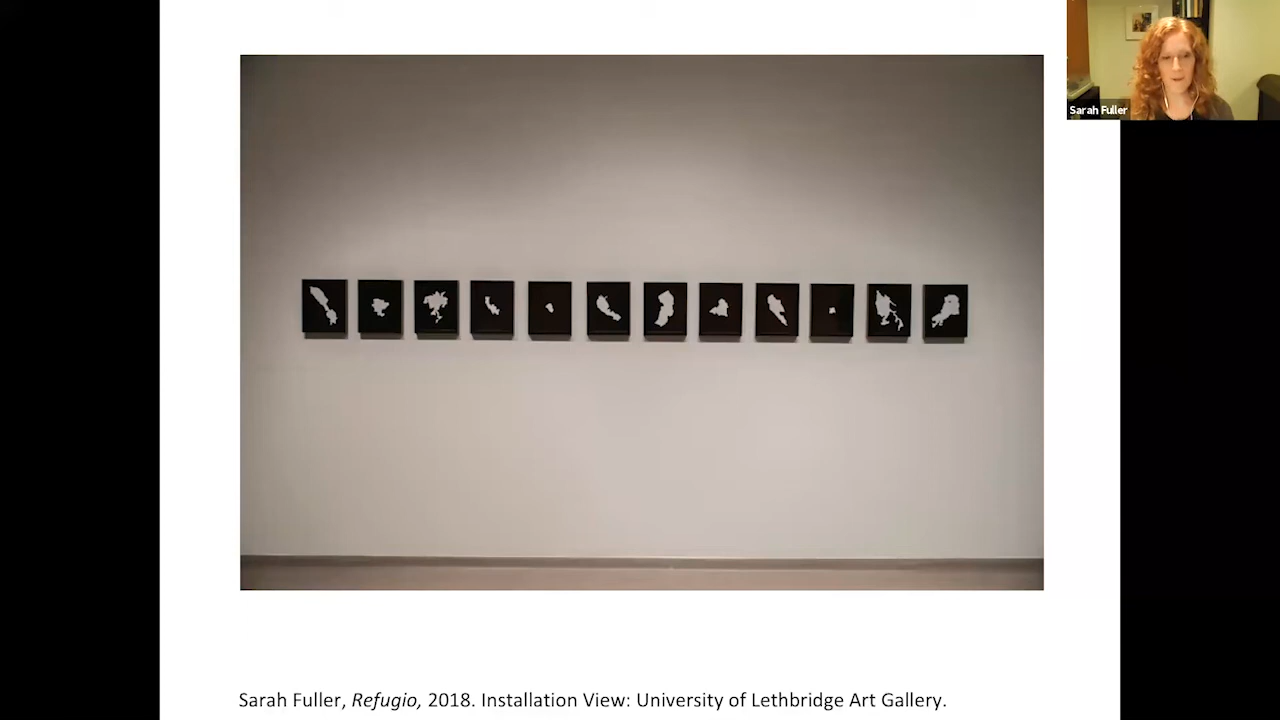 Sarah Fuller
Sarah Fuller, Refugio, 2018. Installation View: University of Lethbridge Art Gallery.